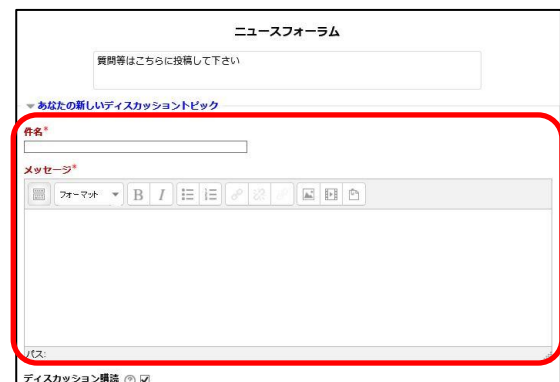 ニュースフォーラム
質問等はこちらに投稿して下さい
あなたの新しいディスカッショントピック
件名*
メッセージ*
フォーマット B I
パス:
ディスカッション購読